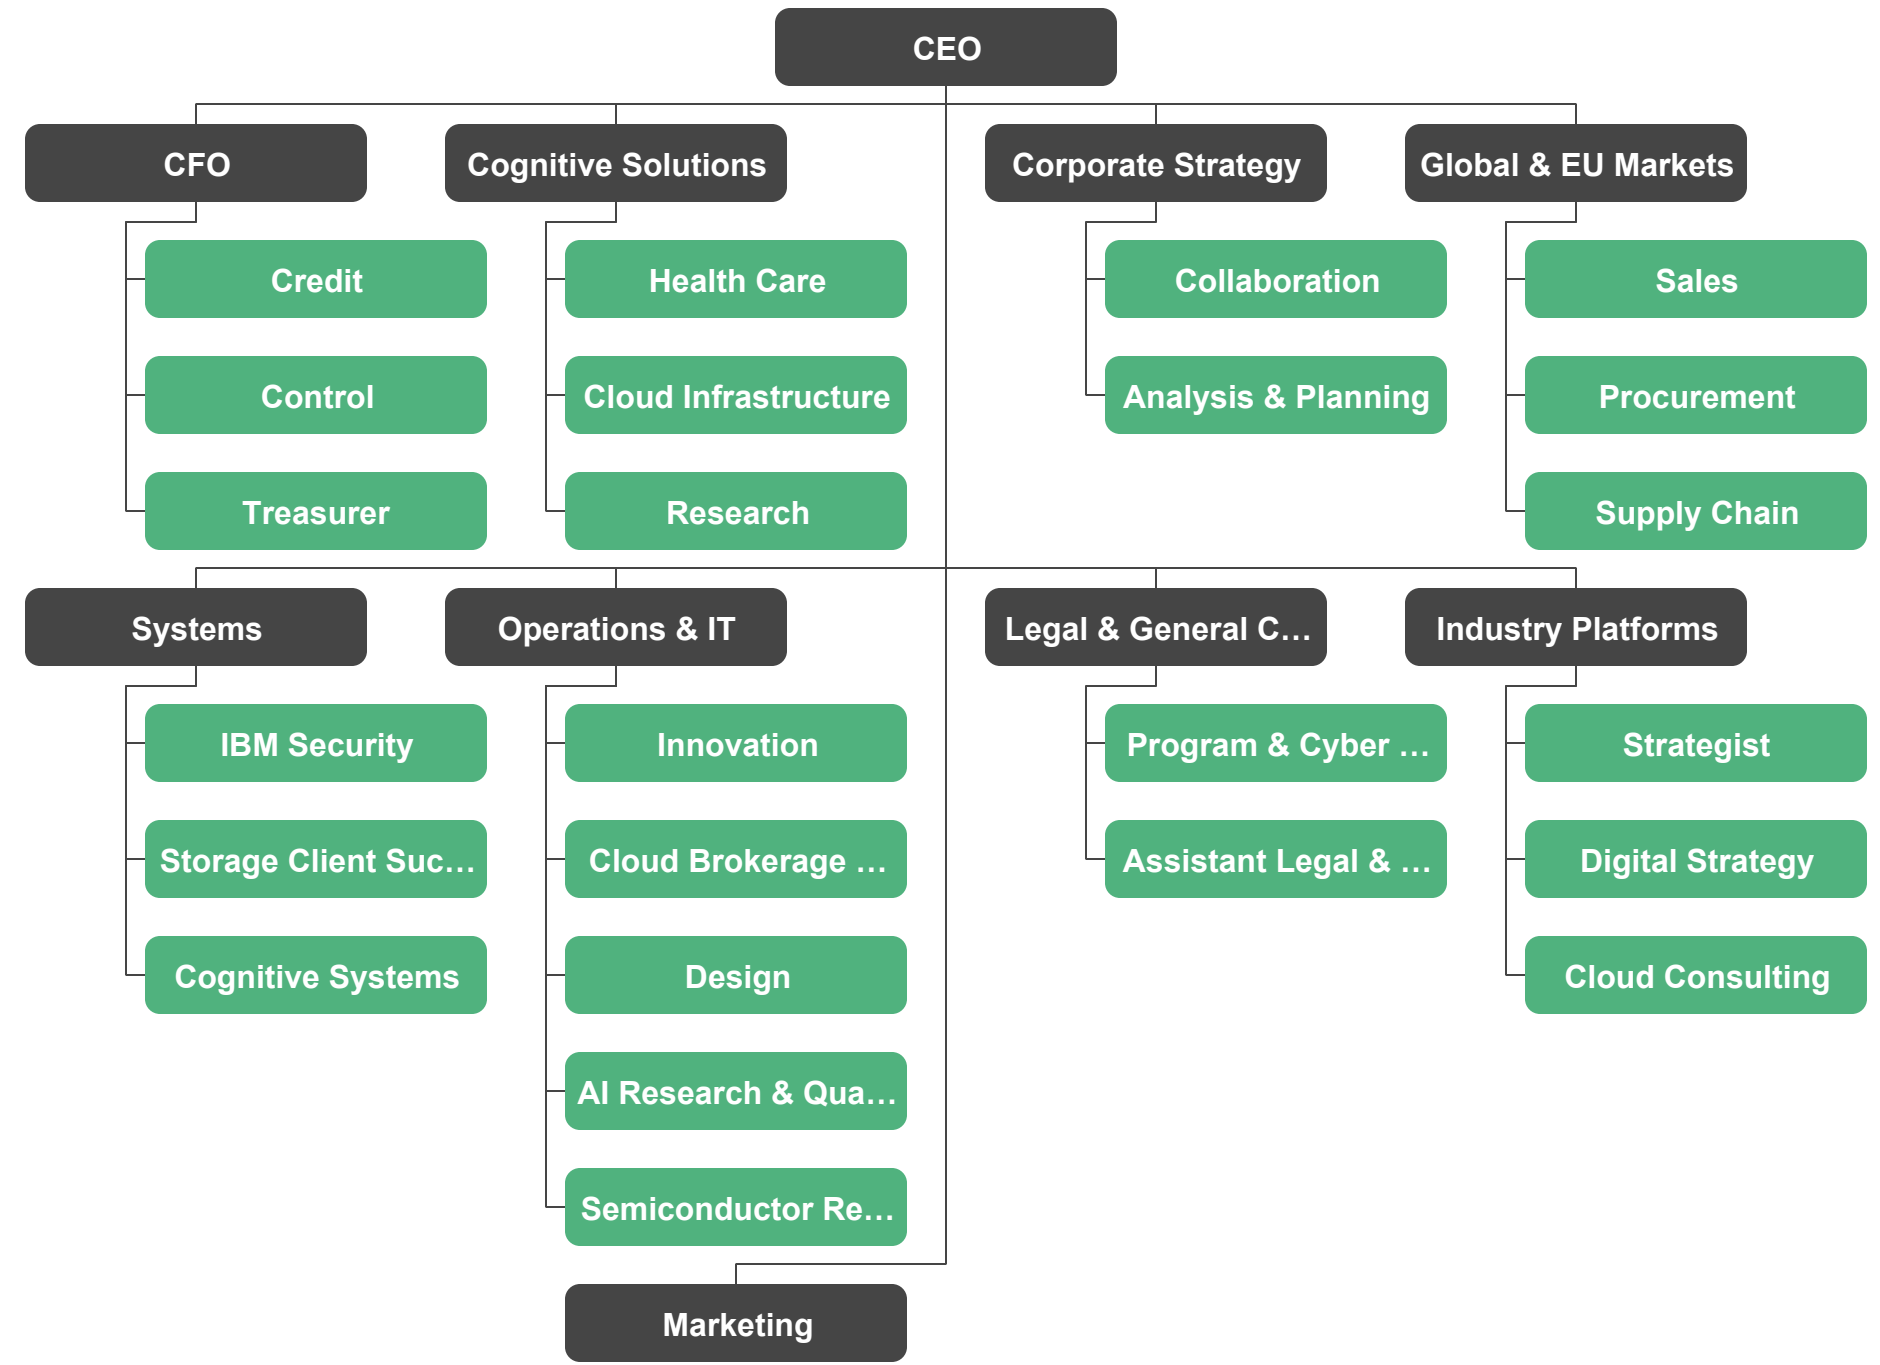 CEO
CFO
Cognitive Solutions
Corporate Strategy
Global & EU Markets
Credit
Health Care
Collaboration
Sales
Control
Cloud Infrastructure
Analysis & Planning
Procurement
Treasurer
Research
Supply Chain
Systems
Operations & IT
Legal & General C...
Industry Platforms
IBM Security
Innovation
Program & Cyber ...
Strategist
Storage Client Suc...
Cloud Brokerage ...
Assistant Legal & ...
Digital Strategy
Cognitive Systems
Design
Cloud Consulting
AI Research & Qua...
Semiconductor Re...
Marketing